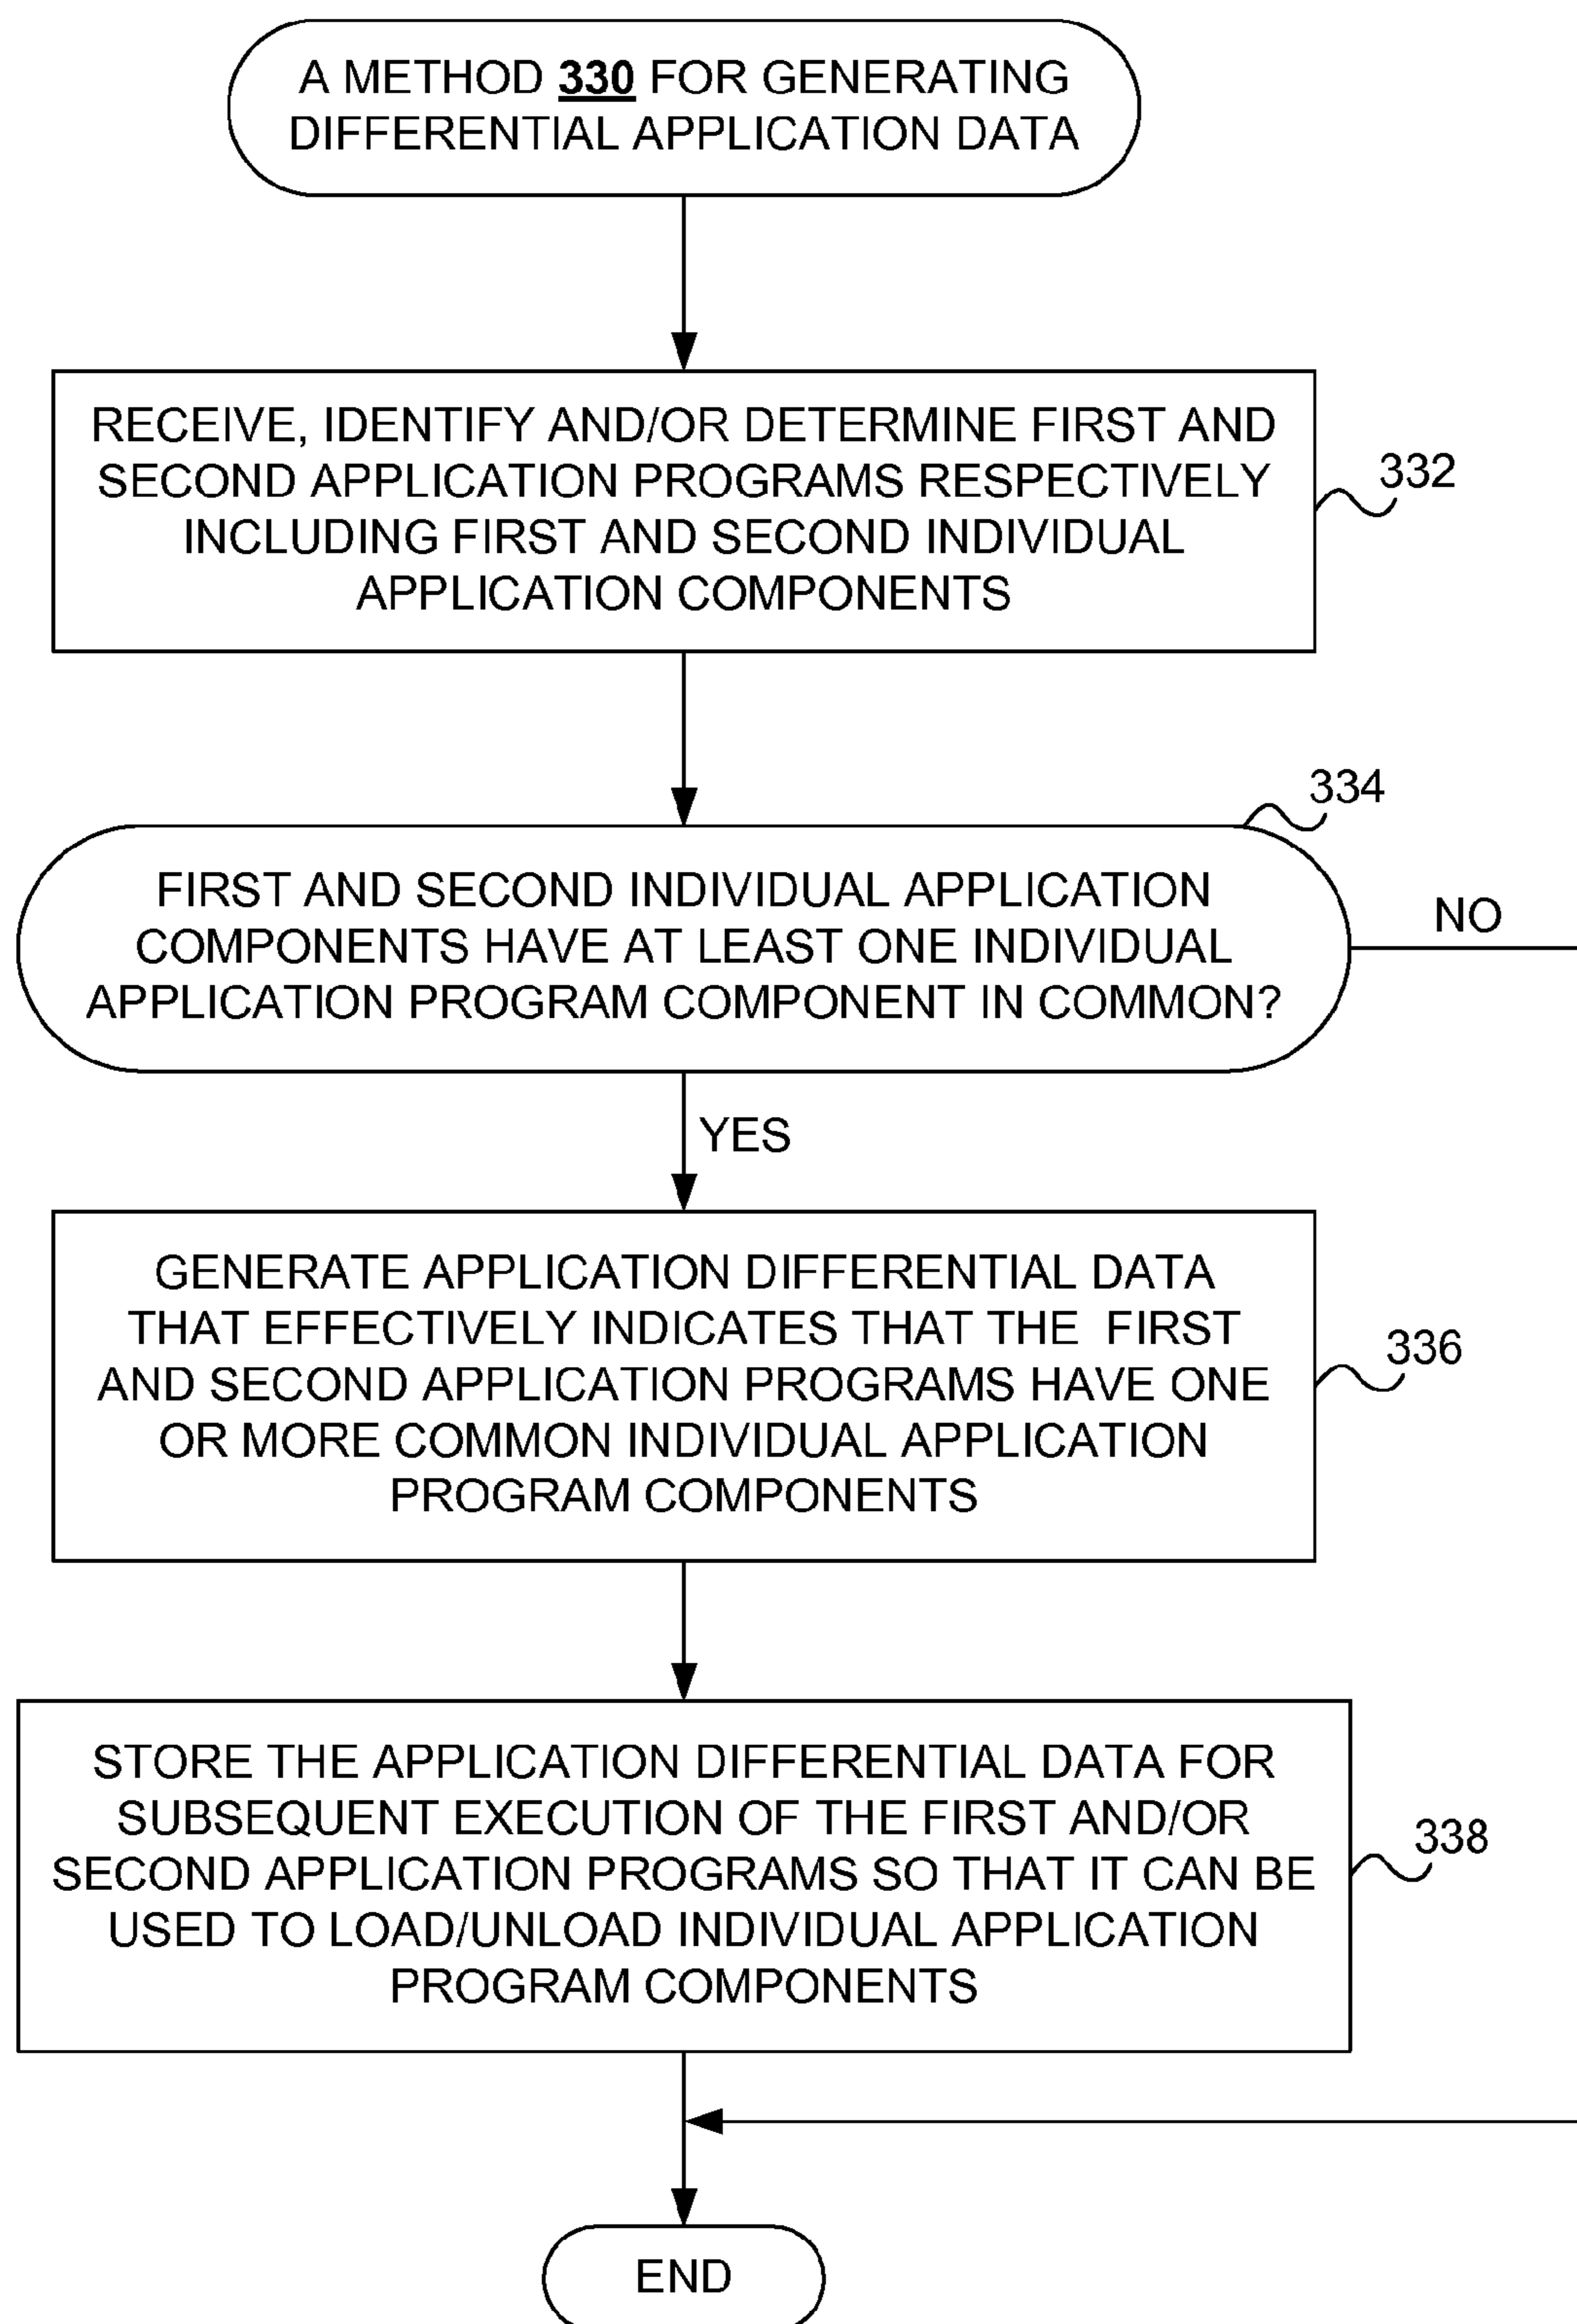 A METHOD 330 FOR GENERATING
DIFFERENTIAL APPLICATION DATA
RECEIVE, IDENTIFY AND/OR DETERMINE FIRST AND
SECOND APPLICATION PROGRAMS RESPECTIVELY
INCLUDING FIRST AND SECOND INDIVIDUAL
APPLICATION COMPONENTS
332
334
FIRST AND SECOND INDIVIDUAL APPLICATION
COMPONENTS HAVE AT LEAST ONE INDIVIDUAL
APPLICATION PROGRAM COMPONENT IN COMMON?
NO
YES
GENERATE APPLICATION DIFFERENTIAL DATA
THAT EFFECTIVELY INDICATES THAT THE FIRST
AND SECOND APPLICATION PROGRAMS HAVE ONE
OR MORE COMMON INDIVIDUAL APPLICATION
PROGRAM COMPONENTS
336
STORE THE APPLICATION DIFFERENTIAL DATA FOR
SUBSEQUENT EXECUTION OF THE FIRST AND/OR
SECOND APPLICATION PROGRAMS SO THAT IT CAN BE
USED TO LOAD/UNLOAD INDIVIDUAL APPLICATION
PROGRAM COMPONENTS
338
END